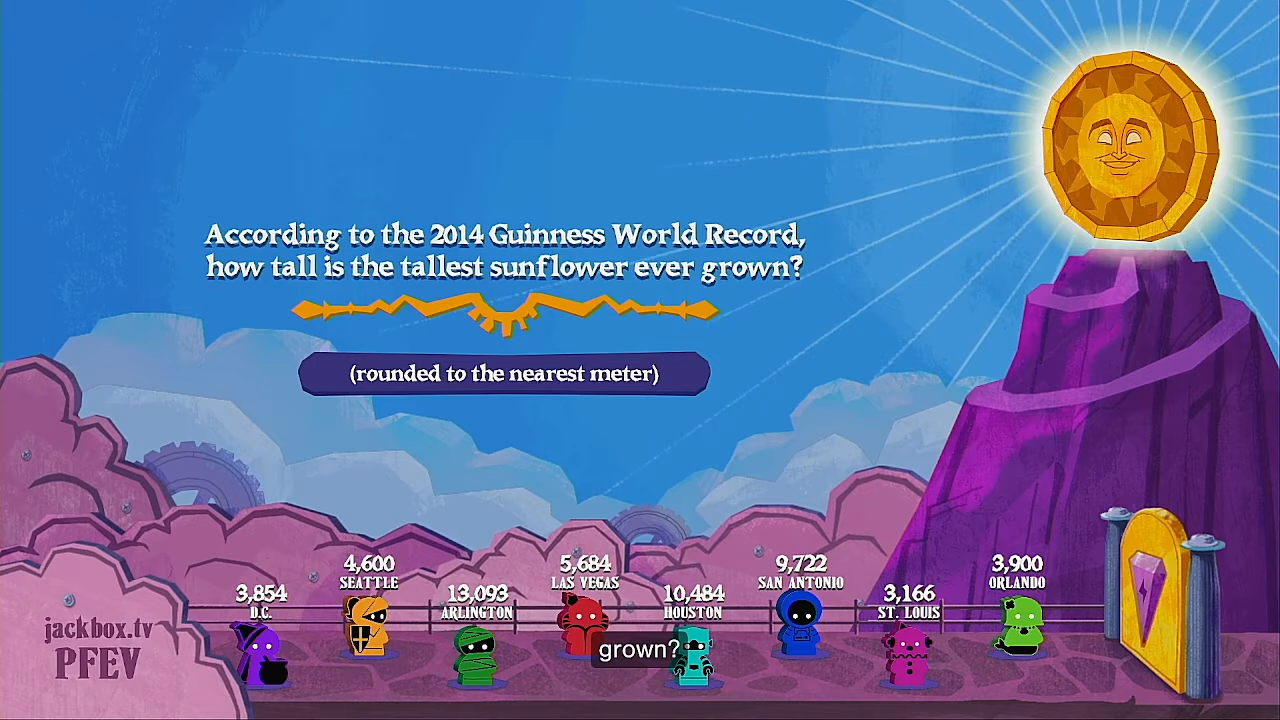 According to the 2014 Guinness World Record,
how tall is the tallest sunflower ever grown?
(rounded to the nearest meter)
3,854
D.C.
4,600
SEATTLE
13,093
ARLINGTON
5,684
LAS VEGAS
10,484
HOUSTON
9,722
SAN ANTONIO
3,166
ST. LOUIS
3,900
ORLANDO
grown?
jackbox.tv
PFEV